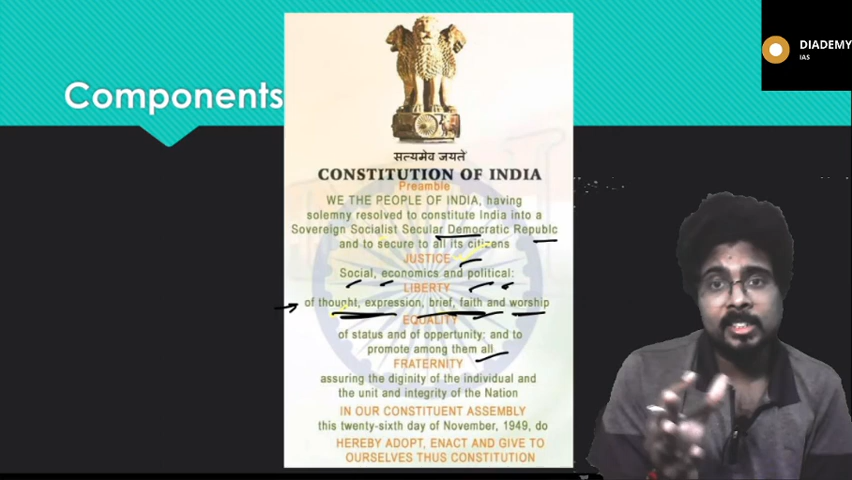 DIADEMY
IAS
Components
सत्यमेव जयते
CONSTITUTION OF INDIA
Preamble
WE THE PEOPLE OF INDIA, having
solemny resolved to constitute India into a
Sovereign Socialist Secular Democratic Republc
and to secure to all its citizens
JUSTICE
Social, economics and political:
LIBERTY
of thought, expression, brief, faith and worship
EQUALITY
of status and of opportunity: and to
promote among them all
FRATERNITY
assuring the diginity of the individual and
the unit and integrity of the Nation
IN OUR CONSTITUENT ASSEMBLY
this twenty-sixth day of November, 1949, do
HEREBY ADOPT, ENACT AND GIVE TO
OURSELVES THUS CONSTITUTION